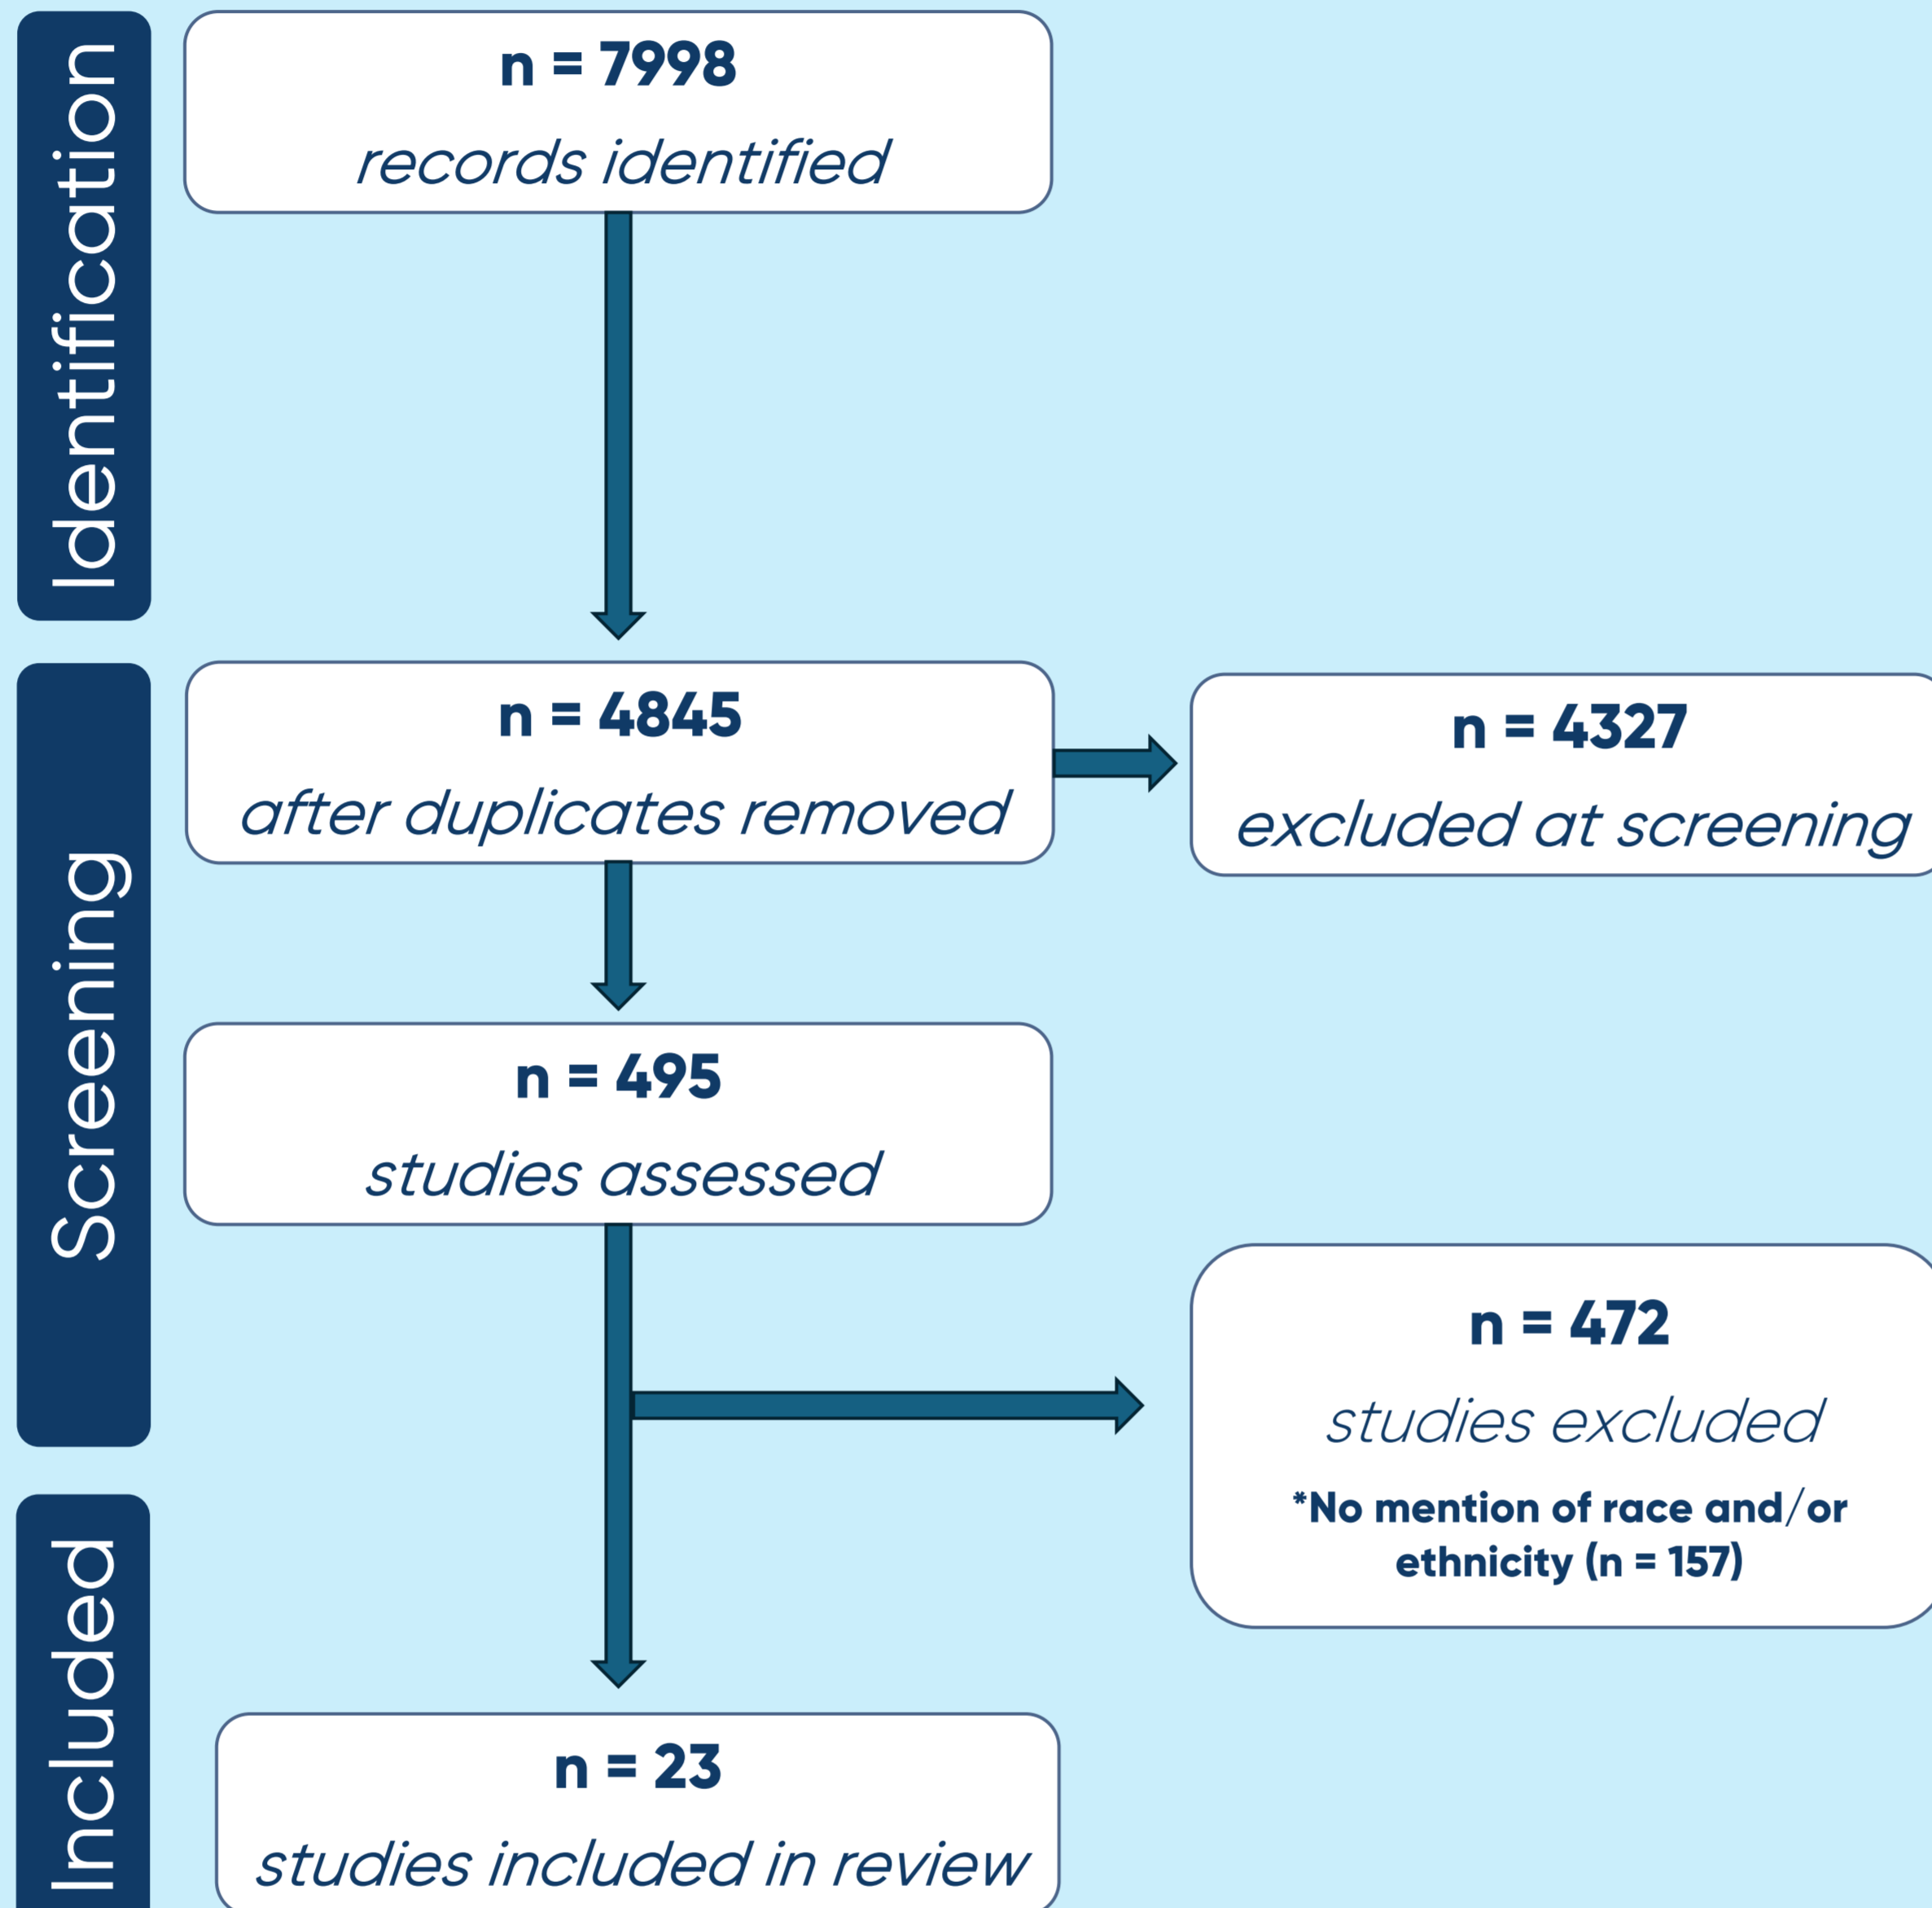 Identification
n = 7998
records identified
Screening
n = 4845
after duplicates removed
n = 4327
excluded at screening
n = 495
studies assessed
n = 472
studies excluded
*No mention of race and/or
ethnicity (n = 157)
Included
n = 23
studies included in review